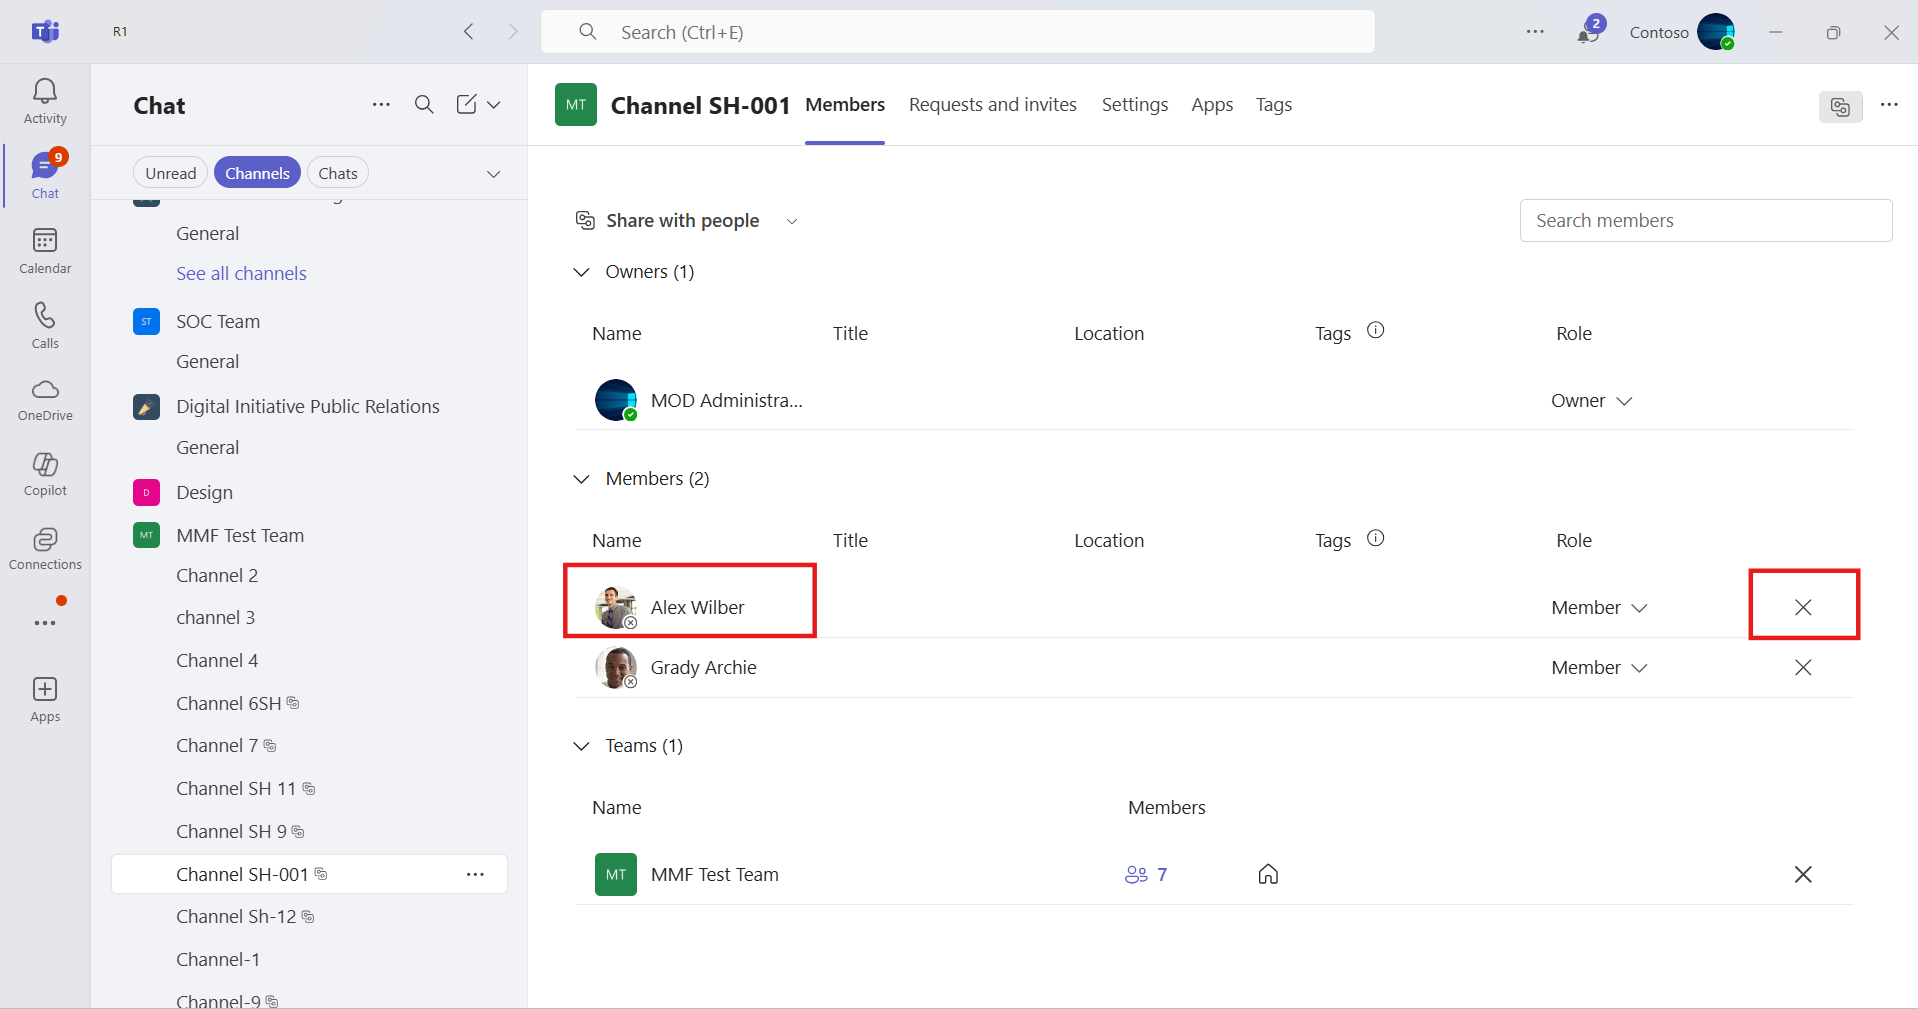 R1
Search (Ctrl+E)
2
Contoso
Activity
9
Chat
Calendar
Calls
OneDrive
Copilot
Connections
Apps
Chat
Unread
Channels
Chats
General
See all channels
ST
SOC Team
General
Digital Initiative Public Relations
General
D
Design
MT
MMF Test Team
Channel 2
channel 3
Channel 4
Channel 6SH
Channel 7
Channel SH 11
Channel SH 9
Channel SH-001
Channel Sh-12
Channel-1
Channel-9
MT
Channel SH-001
Members
Requests and invites
Settings
Apps
Tags
Share with people
Search members
Owners (1)
Name Title Location Tags Role
MOD Administra... Owner
Members (2)
Name Title Location Tags Role
Alex Wilber Member
Grady Archie Member
Teams (1)
Name Members
MT MMF Test Team 7